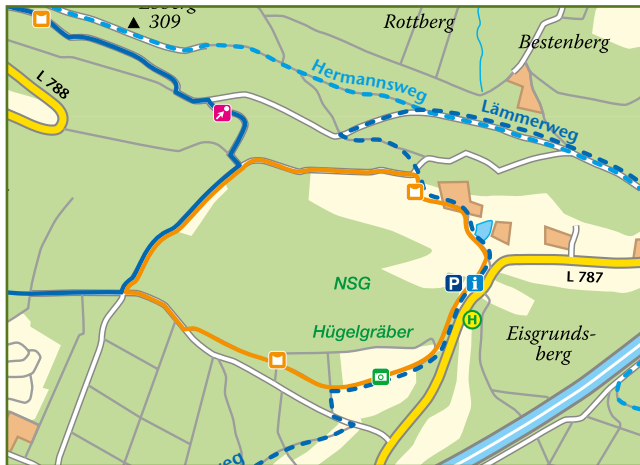 ▲ 309
Rottberg
Bestenberg
L 788
Hermannsweg
Lämmerweg
NSG
P
i
L 787
Hügelgräber
H
Eisgrunds-
berg